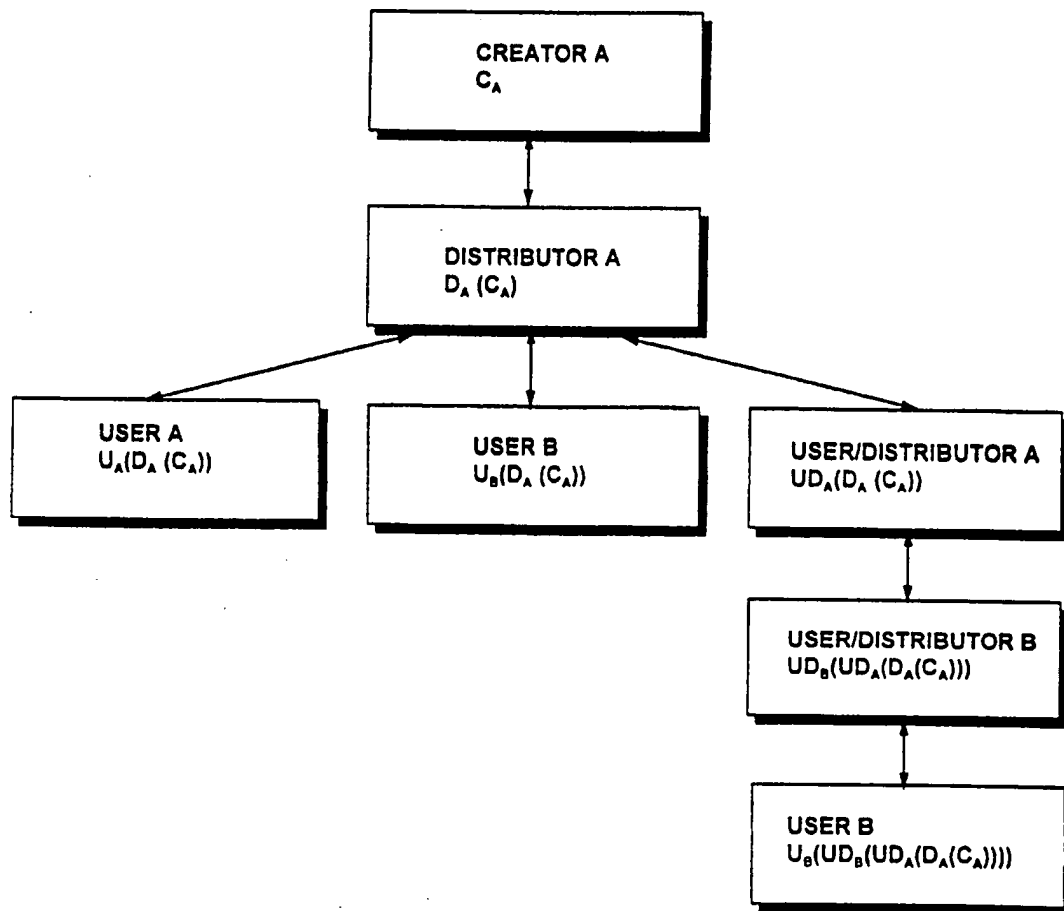 CREATOR A
C_A
DISTRIBUTOR A
D_A (C_A)
USER A
U_A(D_A (C_A))
USER B
U_B(D_A (C_A))
USER/DISTRIBUTOR A
UD_A(D_A (C_A))
USER/DISTRIBUTOR B
UD_B(UD_A(D_A(C_A)))
USER B
U_B(UD_B(UD_A(D_A(C_A))))